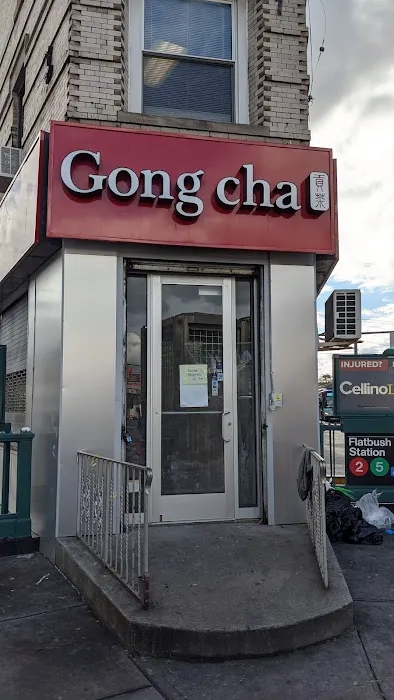 Gong cha
貢茶
INJURED?
Cellino
Flatbush
Station
2 5